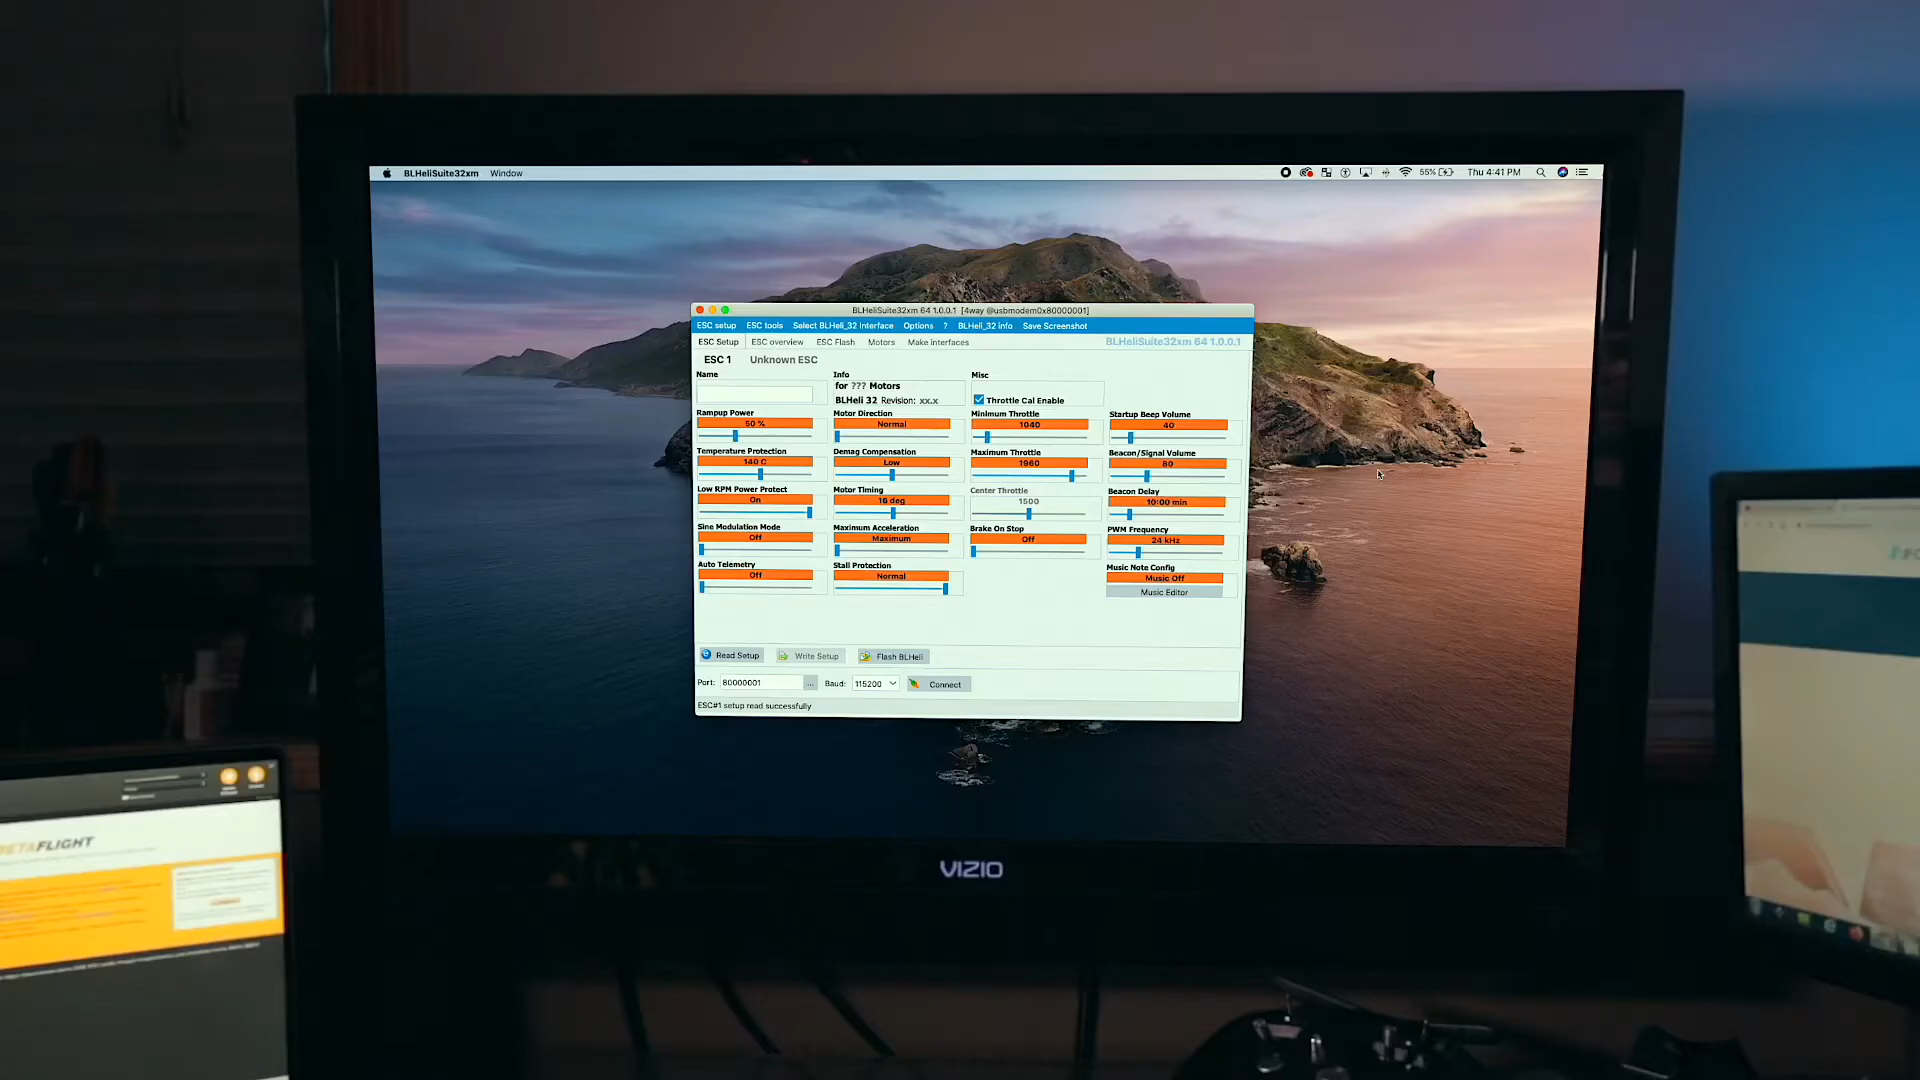 BLHeliSuite32xm Window
55% Thu 4:41 PM
BLHeliSuite32xm 64 1.0.0.1 [4way @usbmodem0x80000001]
ESC setup ESC tools Select BLHeli_32 Interface Options ? BLHeli_32 info Save Screenshot
ESC Setup ESC overview ESC Flash Motors Make interfaces BLHeliSuite32xm 64 1.0.0.1
ESC 1 Unknown ESC
Name Info Misc
for ??? Motors
BLHeli 32 Revision: xx.x Throttle Cal Enable
Rampup Power Motor Direction Minimum Throttle Startup Beep Volume
50 % Normal 1040 40
Temperature Protection Demag Compensation Maximum Throttle Beacon/Signal Volume
140 C Low 1960 80
Low RPM Power Protect Motor Timing Center Throttle Beacon Delay
On 16 deg 1500 10:00 min
Sine Modulation Mode Maximum Acceleration Brake On Stop PWM Frequency
Off Maximum Off 24 kHz
Auto Telemetry Stall Protection Music Note Config
Off Normal Music Off
Music Editor
Read Setup Write Setup Flash BLHeli
Port: 80000001 ... Baud: 115200 Connect
ESC#1 setup read successfully
VIZIO
BETAFLIGHT